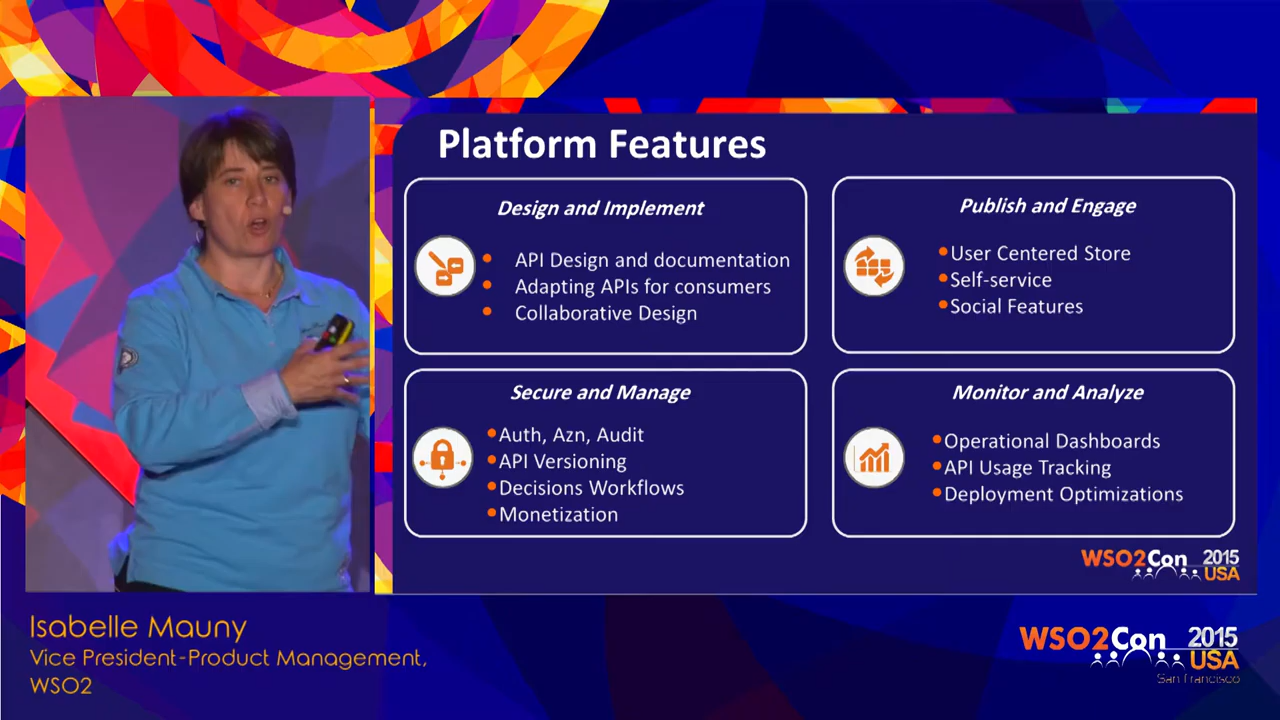 Platform Features
Design and Implement
API Design and documentation
Adapting APIs for consumers
Collaborative Design
Publish and Engage
User Centered Store
Self-service
Social Features
Secure and Manage
Auth, Azn, Audit
API Versioning
Decisions Workflows
Monetization
Monitor and Analyze
Operational Dashboards
API Usage Tracking
Deployment Optimizations
WSO2Con 2015
USA
Isabelle Mauny
Vice President-Product Management,
WSO2
WSO2Con 2015
USA
San Francisco